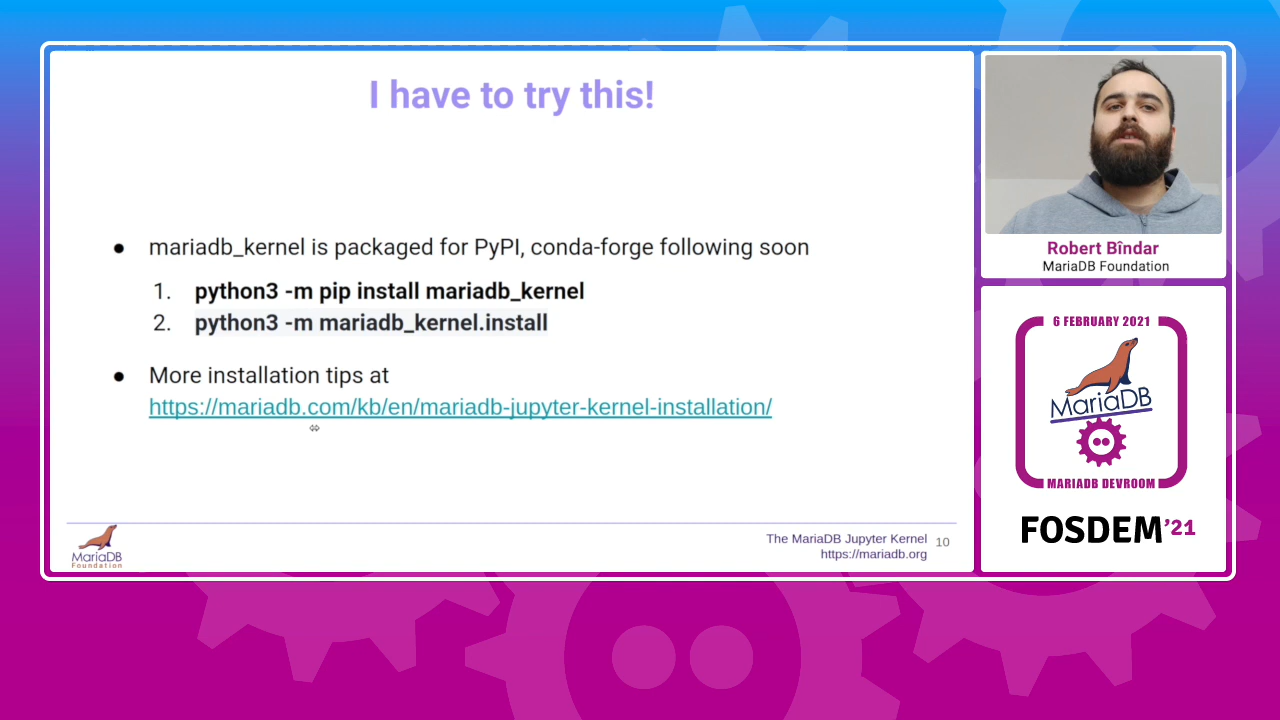 I have to try this!
● mariadb_kernel is packaged for PyPI, conda-forge following soon
1. python3 -m pip install mariadb_kernel
2. python3 -m mariadb_kernel.install
● More installation tips at
https://mariadb.com/kb/en/mariadb-jupyter-kernel-installation/
MariaDB
Foundation
The MariaDB Jupyter Kernel
https://mariadb.org
10
Robert Bîndar
MariaDB Foundation
6 FEBRUARY 2021
MariaDB
MARIADB DEVROOM
FOSDEM'21